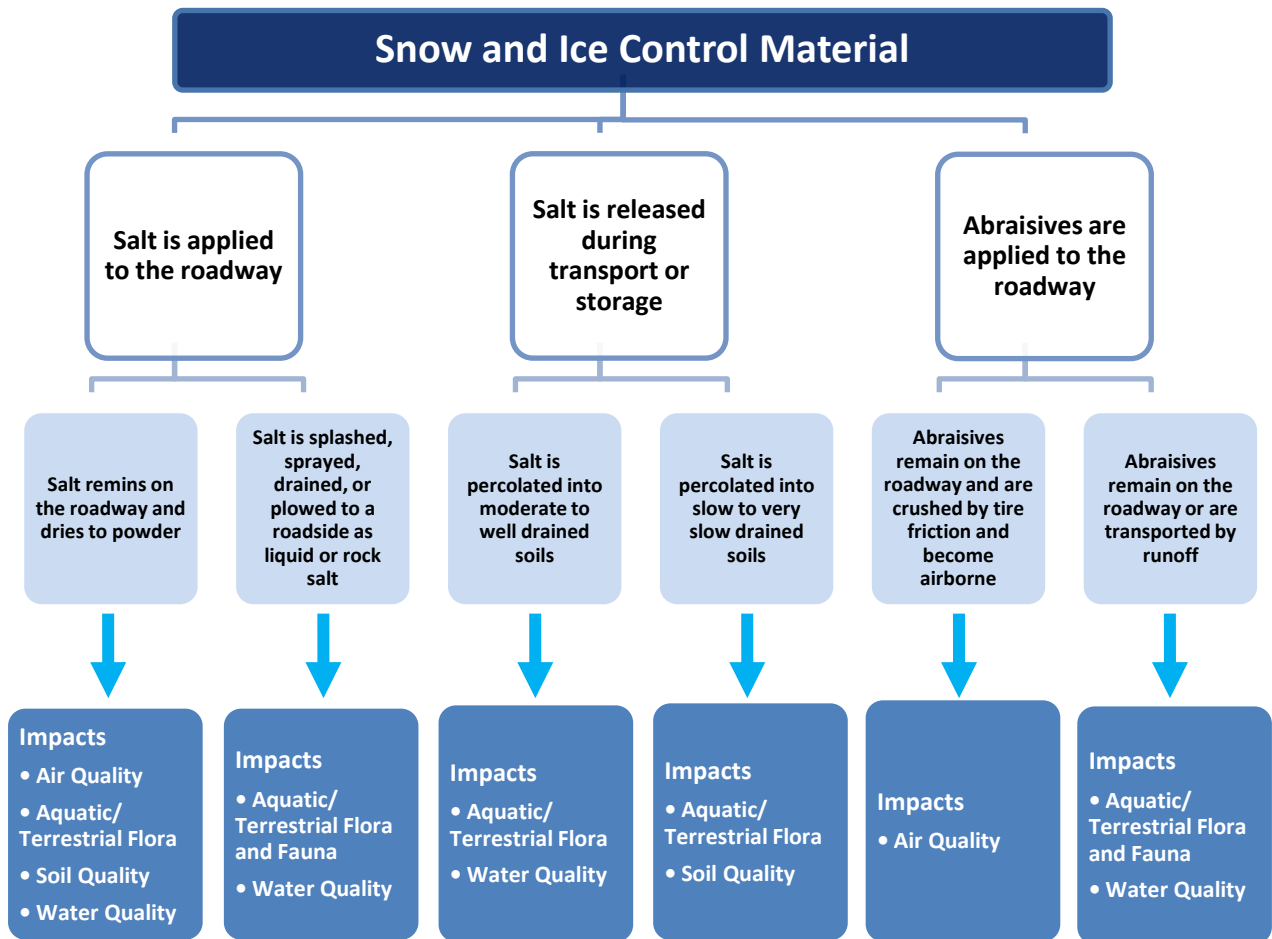 Snow and Ice Control Material
Salt is applied
to the roadway
Salt is released
during
transport or
storage
Abraisives are
applied to the
roadway
Salt remins on
the roadway and
dries to powder
Salt is splashed,
sprayed,
drained, or
plowed to a
roadside as
liquid or rock
salt
Salt is
percolated into
moderate to
well drained
soils
Salt is
percolated into
slow to very
slow drained
soils
Abraisives
remain on the
roadway and are
crushed by tire
friction and
become
airborne
Abraisives
remain on the
roadway or are
transported by
runoff
Impacts
• Air Quality
• Aquatic/
Terrestrial Flora
• Soil Quality
• Water Quality
Impacts
• Aquatic/
Terrestrial Flora
and Fauna
• Water Quality
Impacts
• Aquatic/
Terrestrial Flora
• Water Quality
Impacts
• Aquatic/
Terrestrial Flora
• Soil Quality
Impacts
• Air Quality
Impacts
• Aquatic/
Terrestrial Flora
and Fauna
• Water Quality